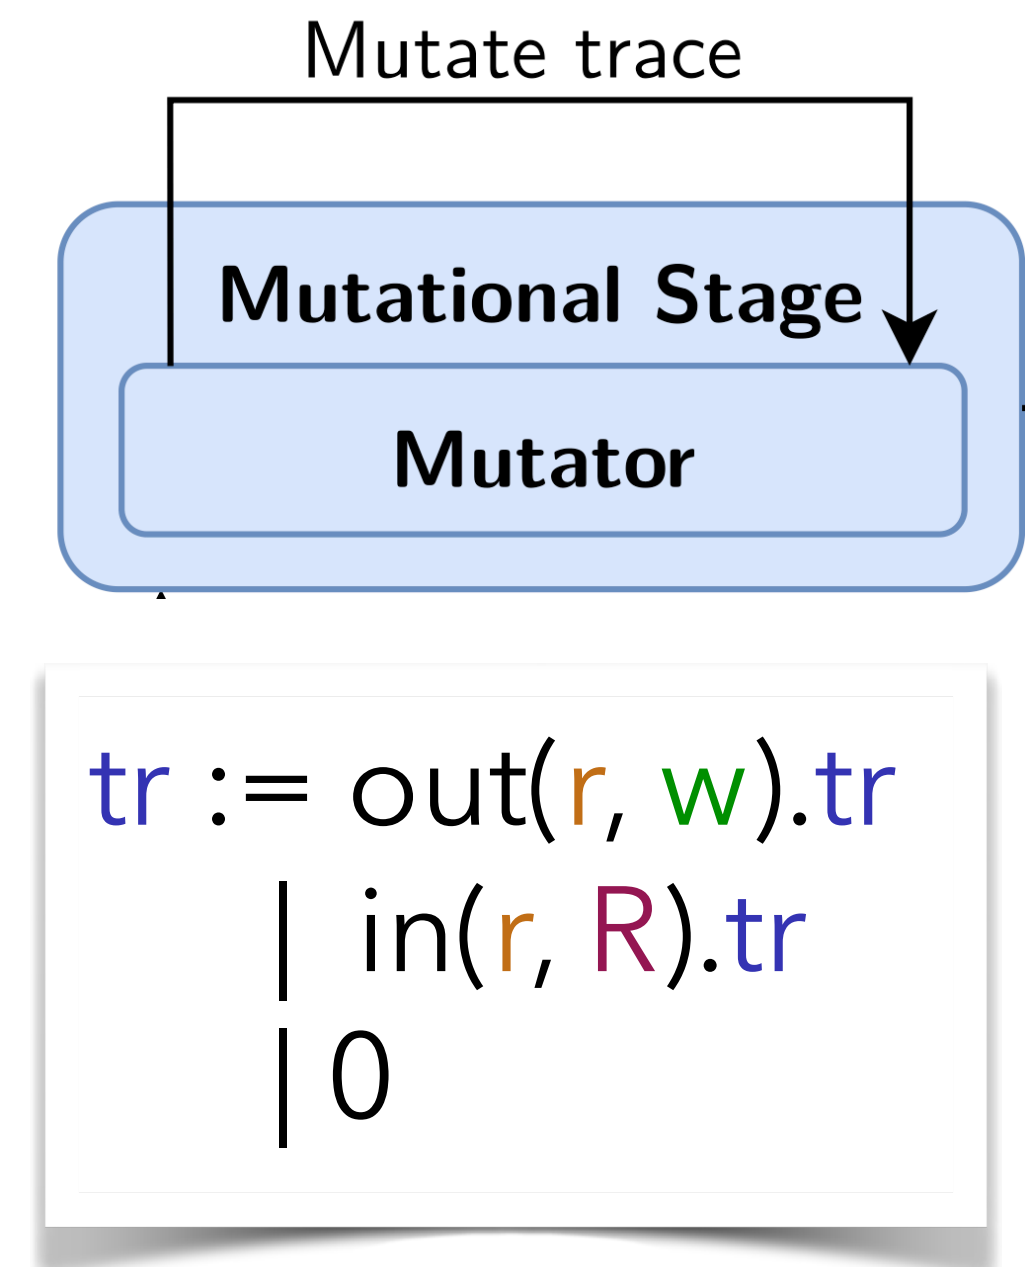 Mutate trace
Mutational Stage
Mutator
tr := out(r, w).tr
| in(r, R).tr
| 0